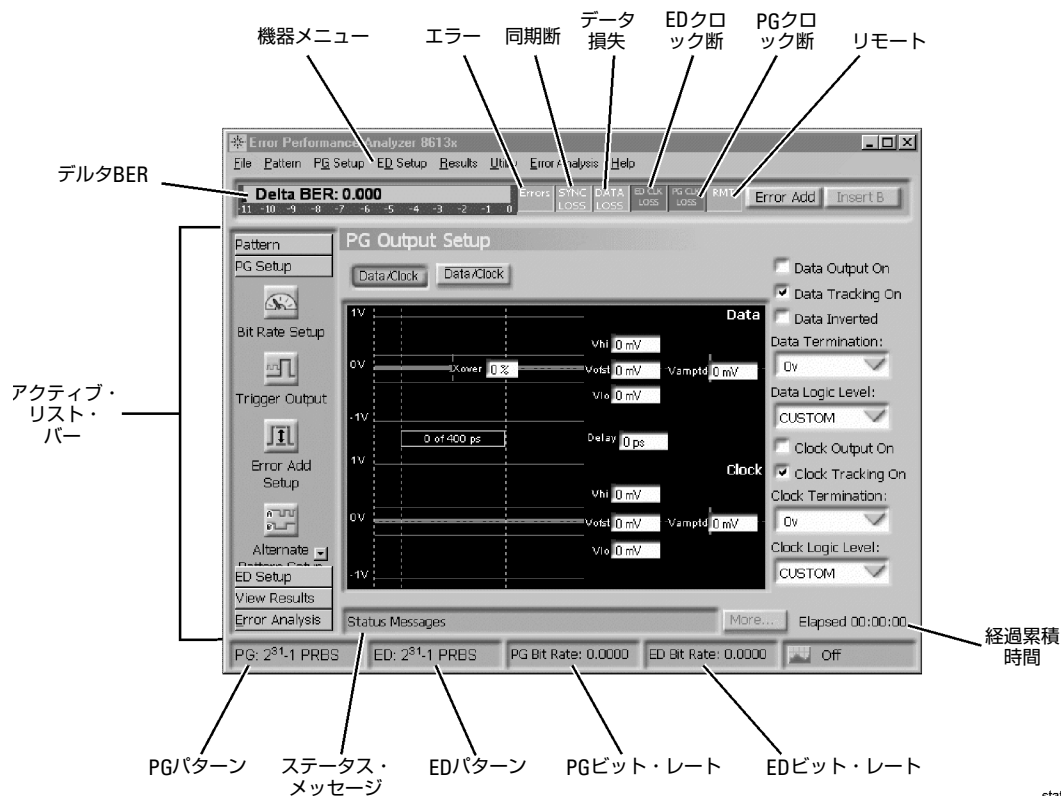 機器メニュー
エラー
同期断
データ
損失
EDクロ
ック断
PGクロ
ック断
リモート
デルタBER
Error Performance Analyzer 8613x
File Pattern PG Setup ED Setup Results Utility Error Analysis Help
Delta BER: 0.000
-11 -10 -9 -8 -7 -6 -5 -4 -3 -2 -1 0
Errors
SYNC
LOSS
DATA
LOSS
ED CLK
LOSS
PG CLK
LOSS
RMT
Error Add
Insert B
アクティブ・
リスト・
バー
Pattern
PG Setup
Bit Rate Setup
Trigger Output
Error Add
Setup
Alternate
Pattern Setup
ED Setup
View Results
Error Analysis
PG Output Setup
Data/Clock
Data/Clock
1V
Data
0V
Xover 0 %
Vhi 0 mV
Vofst 0 mV
Vamptd 0 mV
Vlo 0 mV
-1V
0 of 400 ps
Delay 0 ps
1V
Clock
Vhi 0 mV
0V
Vofst 0 mV
Vamptd 0 mV
Vlo 0 mV
-1V
Data Output On
Data Tracking On
Data Inverted
Data Termination:
0v
Data Logic Level:
CUSTOM
Clock Output On
Clock Tracking On
Clock Termination:
0v
Clock Logic Level:
CUSTOM
Status Messages
More...
Elapsed 00:00:00
PG: 2³¹-1 PRBS
ED: 2³¹-1 PRBS
PG Bit Rate: 0.0000
ED Bit Rate: 0.0000
Off
経過累積
時間
PGパターン
ステータス・
メッセージ
EDパターン
PGビット・レート
EDビット・レート